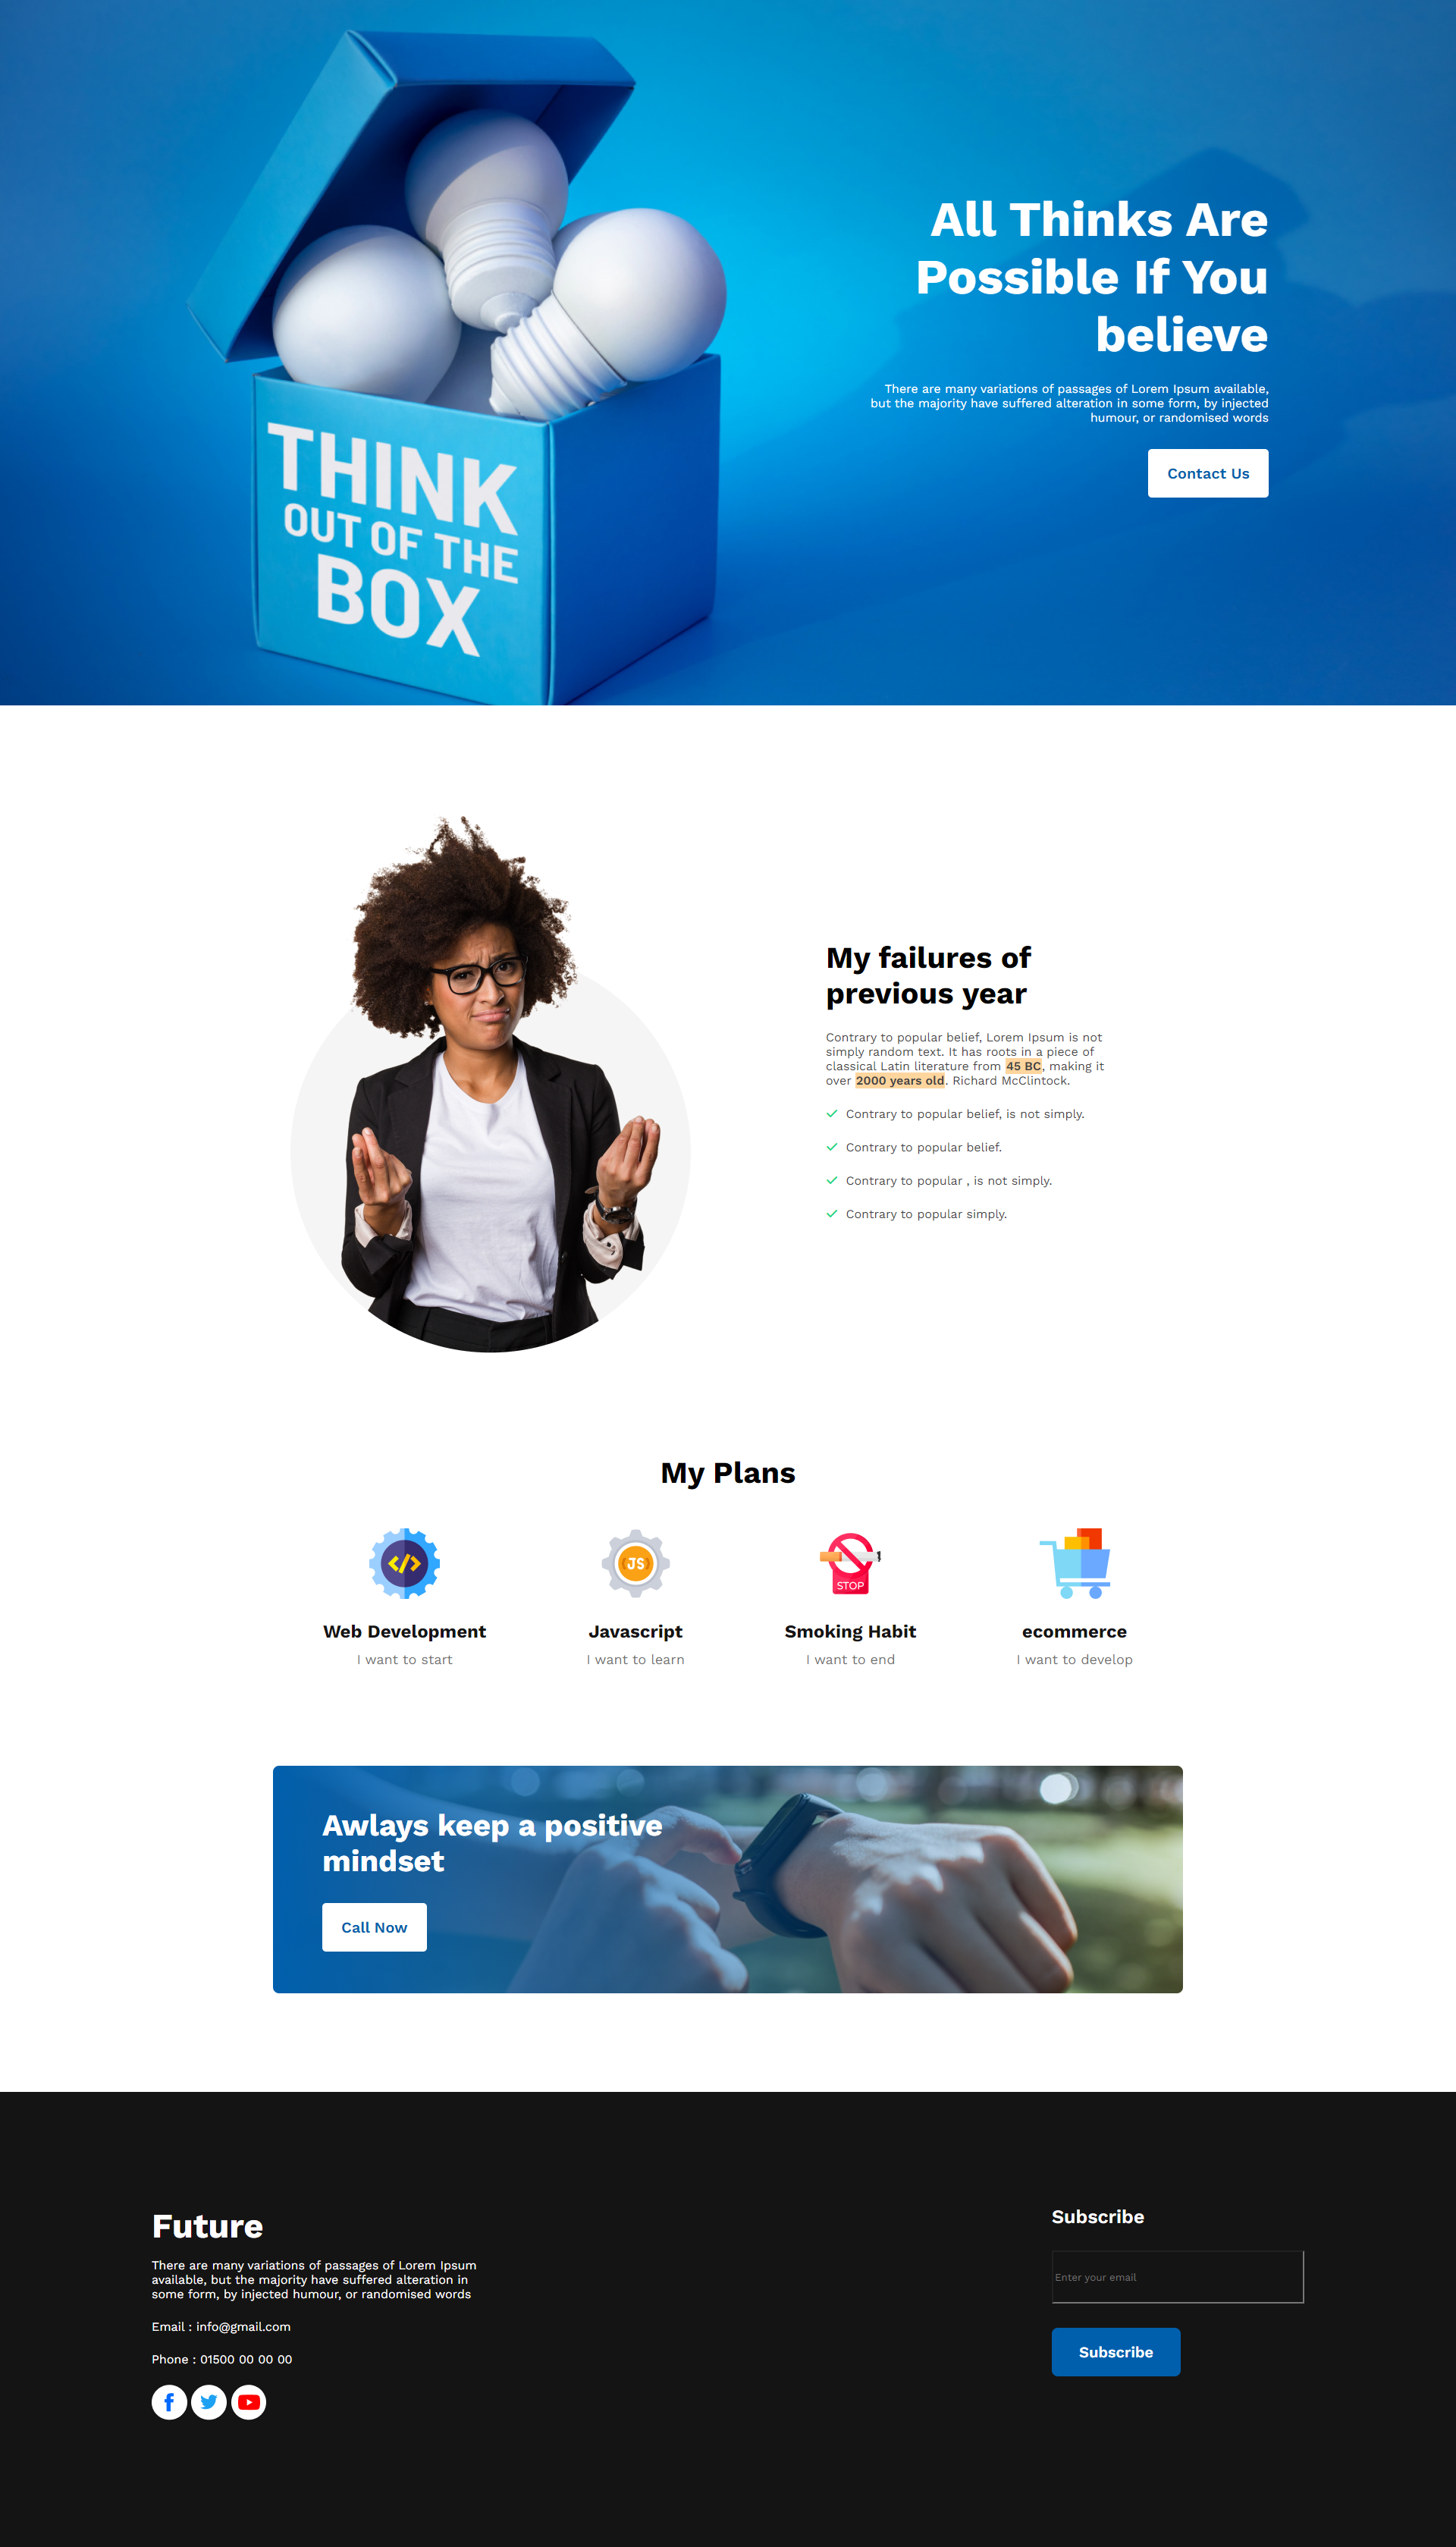 THINK
OUT OF THE
BOX
All Thinks Are
Possible If You
believe
There are many variations of passages of Lorem Ipsum available,
but the majority have suffered alteration in some form, by injected
humour, or randomised words
Contact Us
My failures of
previous year
Contrary to popular belief, Lorem Ipsum is not
simply random text. It has roots in a piece of
classical Latin literature from 45 BC, making it
over 2000 years old. Richard McClintock.
Contrary to popular belief, is not simply.
Contrary to popular belief.
Contrary to popular , is not simply.
Contrary to popular simply.
My Plans
</>
Web Development
I want to start
JS
Javascript
I want to learn
STOP
Smoking Habit
I want to end
ecommerce
I want to develop
Awlays keep a positive
mindset
Call Now
Future
There are many variations of passages of Lorem Ipsum
available, but the majority have suffered alteration in
some form, by injected humour, or randomised words
Email : info@gmail.com
Phone : 01500 00 00 00
Subscribe
Enter your email
Subscribe